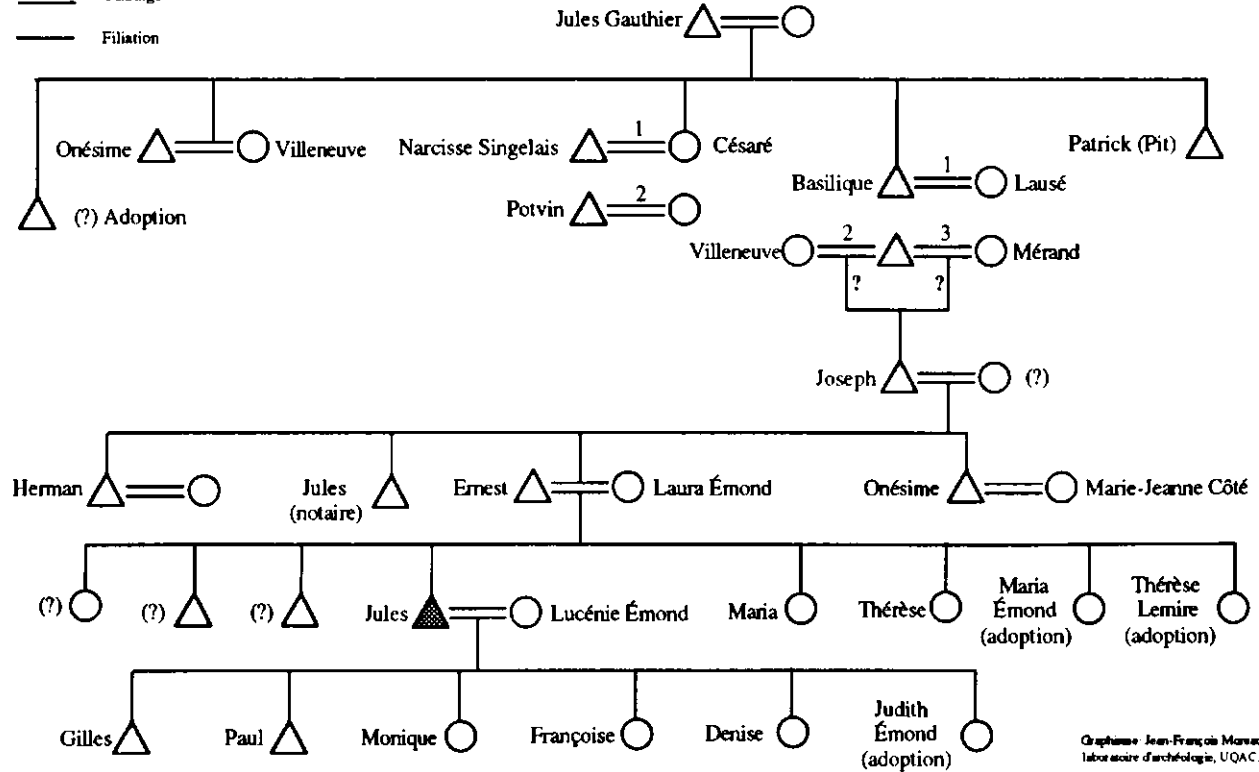 Filiation
Jules Gauthier
Onésime
Villeneuve
Narcisse Singelais
1
Césaré
Patrick (Pit)
Basilique
1
Lausé
(?) Adoption
Potvin
2
Villeneuve
2
3
Mérand
?
?
Joseph
(?)
Herman
Jules
(notaire)
Ernest
Laura Émond
Onésime
Marie-Jeanne Côté
(?)
(?)
(?)
Jules
Lucénie Émond
Maria
Thérèse
Maria
Émond
(adoption)
Thérèse
Lemire
(adoption)
Gilles
Paul
Monique
Françoise
Denise
Judith
Émond
(adoption)
Graphisme: Jean-François
laboratoire d'archéologie, UQAC.